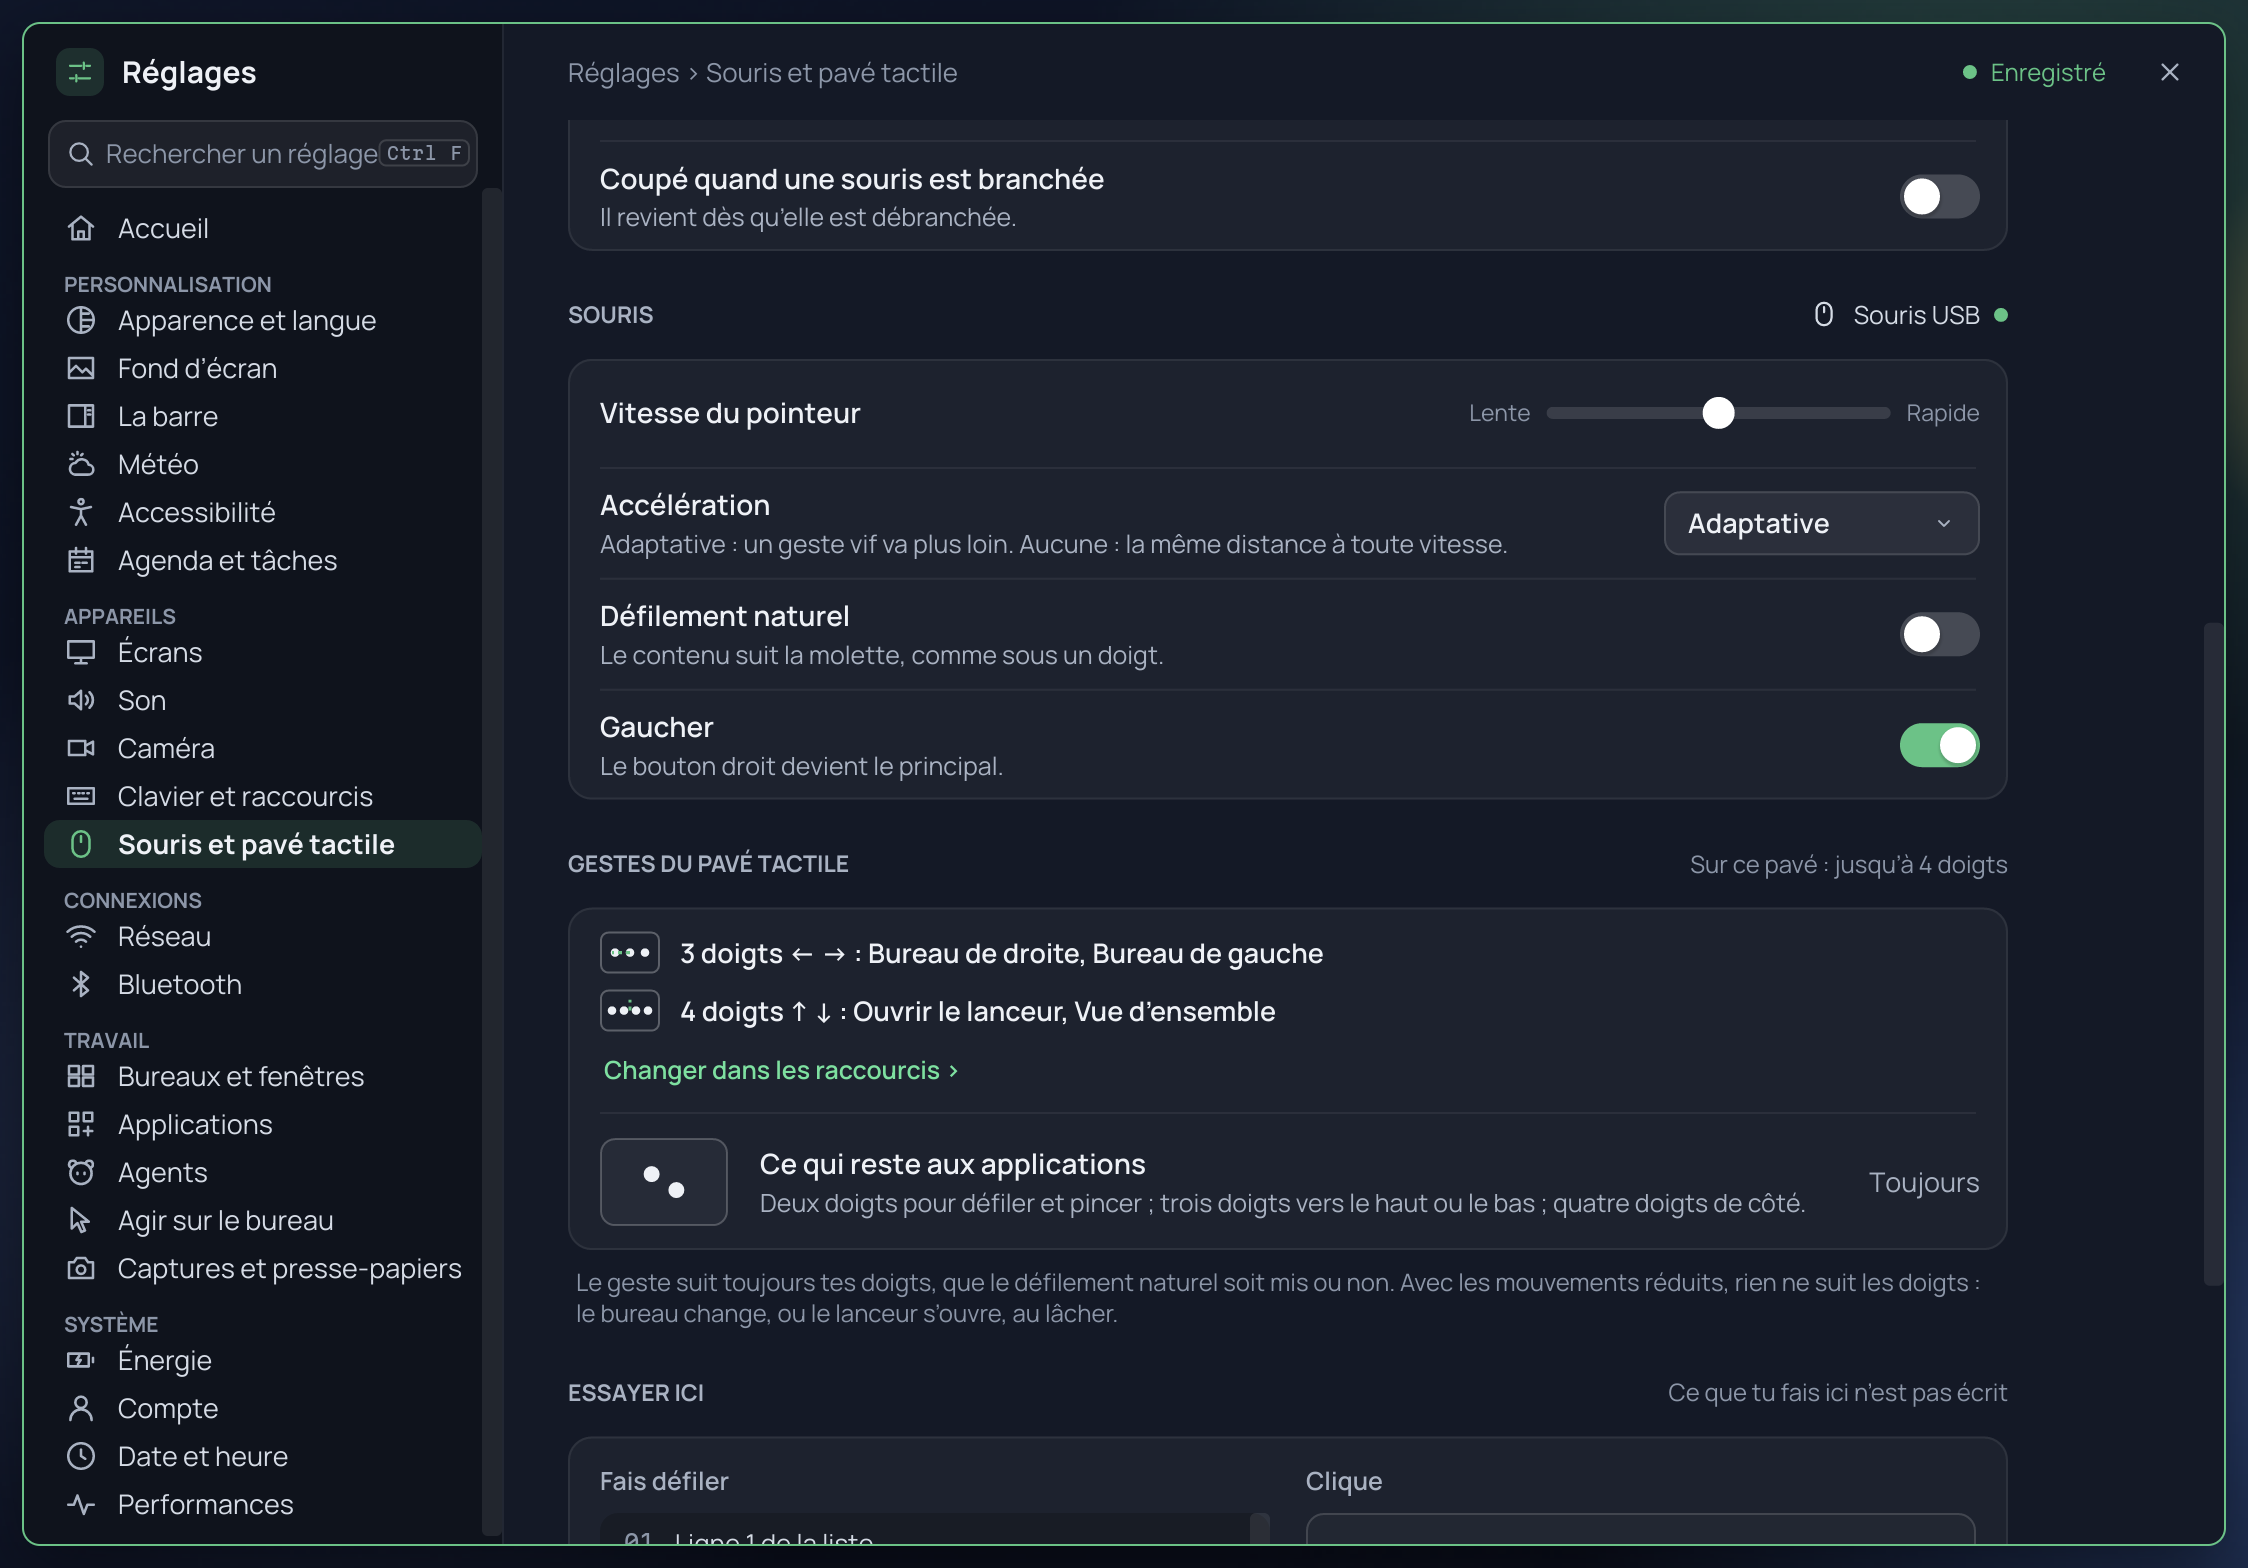 Réglages
Rechercher un réglage
Ctrl F
Accueil
PERSONNALISATION
Apparence et langue
Fond d’écran
La barre
Météo
Accessibilité
Agenda et tâches
APPAREILS
Écrans
Son
Caméra
Clavier et raccourcis
Souris et pavé tactile
CONNEXIONS
Réseau
Bluetooth
TRAVAIL
Bureaux et fenêtres
Applications
Agents
Agir sur le bureau
Captures et presse-papiers
SYSTÈME
Énergie
Compte
Date et heure
Performances
Réglages › Souris et pavé tactile
Enregistré
Coupé quand une souris est branchée
Il revient dès qu’elle est débranchée.
SOURIS
Souris USB
Vitesse du pointeur
Lente
Rapide
Accélération
Adaptative : un geste vif va plus loin. Aucune : la même distance à toute vitesse.
Adaptative
Défilement naturel
Le contenu suit la molette, comme sous un doigt.
Gaucher
Le bouton droit devient le principal.
GESTES DU PAVÉ TACTILE
Sur ce pavé : jusqu’à 4 doigts
3 doigts ← → : Bureau de droite, Bureau de gauche
4 doigts ↑ ↓ : Ouvrir le lanceur, Vue d’ensemble
Changer dans les raccourcis ›
Ce qui reste aux applications
Deux doigts pour défiler et pincer ; trois doigts vers le haut ou le bas ; quatre doigts de côté.
Toujours
Le geste suit toujours tes doigts, que le défilement naturel soit mis ou non. Avec les mouvements réduits, rien ne suit les doigts :
le bureau change, ou le lanceur s’ouvre, au lâcher.
ESSAYER ICI
Ce que tu fais ici n’est pas écrit
Fais défiler
Clique
01 Ligne 1 de la liste